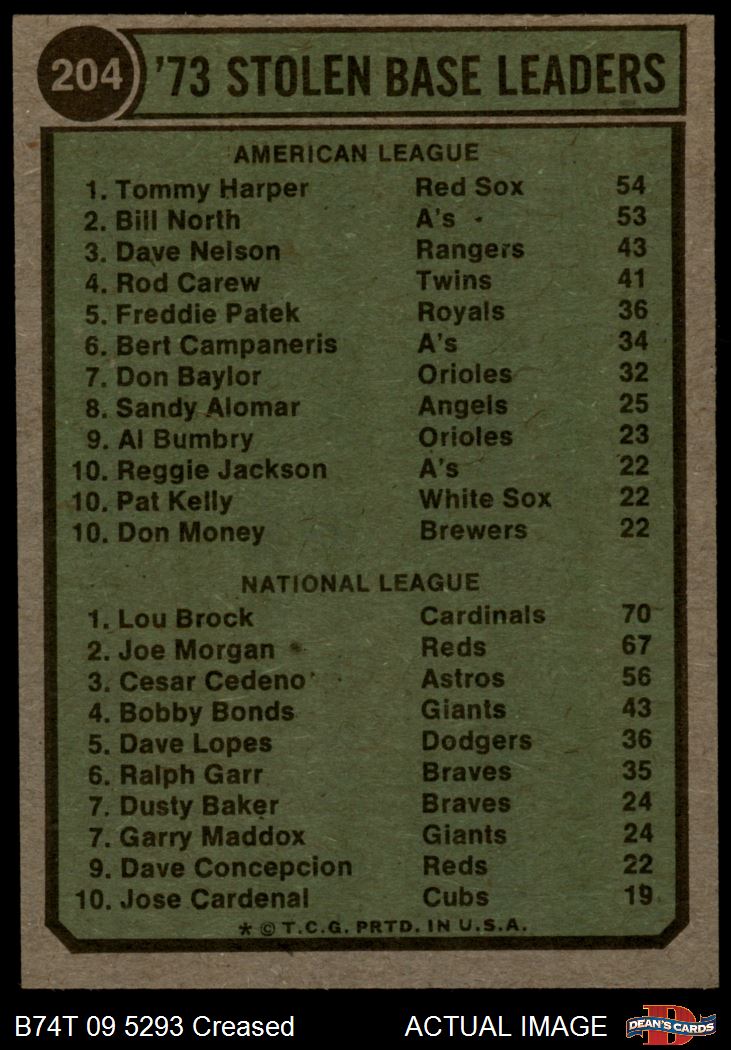 204 '73 STOLEN BASE LEADERS
AMERICAN LEAGUE
1. Tommy Harper Red Sox 54
2. Bill North A's 53
3. Dave Nelson Rangers 43
4. Rod Carew Twins 41
5. Freddie Patek Royals 36
6. Bert Campaneris A's 34
7. Don Baylor Orioles 32
8. Sandy Alomar Angels 25
9. Al Bumbry Orioles 23
10. Reggie Jackson A's 22
10. Pat Kelly White Sox 22
10. Don Money Brewers 22
NATIONAL LEAGUE
1. Lou Brock Cardinals 70
2. Joe Morgan Reds 67
3. Cesar Cedeno Astros 56
4. Bobby Bonds Giants 43
5. Dave Lopes Dodgers 36
6. Ralph Garr Braves 35
7. Dusty Baker Braves 24
7. Garry Maddox Giants 24
9. Dave Concepcion Reds 22
10. Jose Cardenal Cubs 19
* © T.C.G. PRTD. IN U.S.A.
B74T 09 5293 Creased ACTUAL IMAGE D DEAN'S CARDS